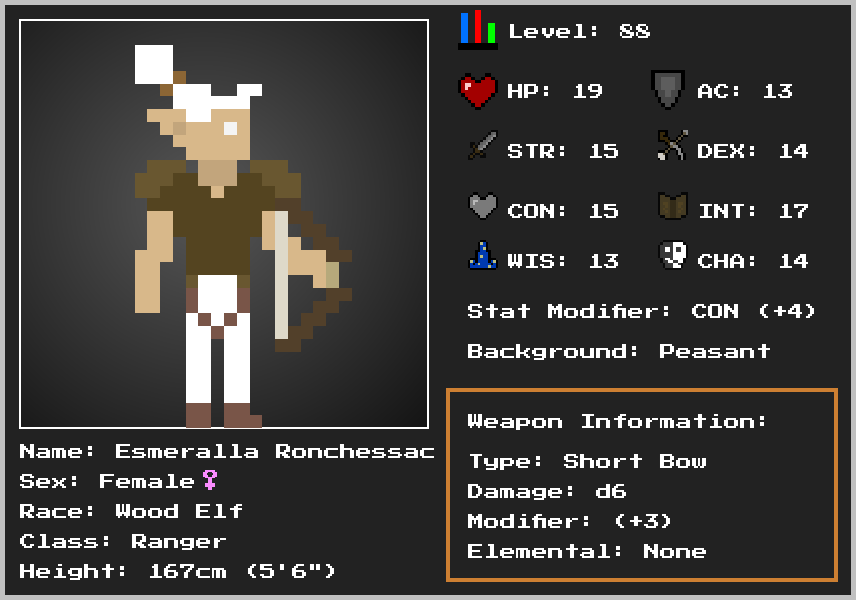 Level: 88
HP: 19
AC: 13
STR: 15
DEX: 14
CON: 15
INT: 17
WIS: 13
CHA: 14
Stat Modifier: CON (+4)
Background: Peasant
Weapon Information:
Type: Short Bow
Damage: d6
Modifier: (+3)
Elemental: None
Name: Esmeralla Ronchessac
Sex: Female♀
Race: Wood Elf
Class: Ranger
Height: 167cm (5'6")